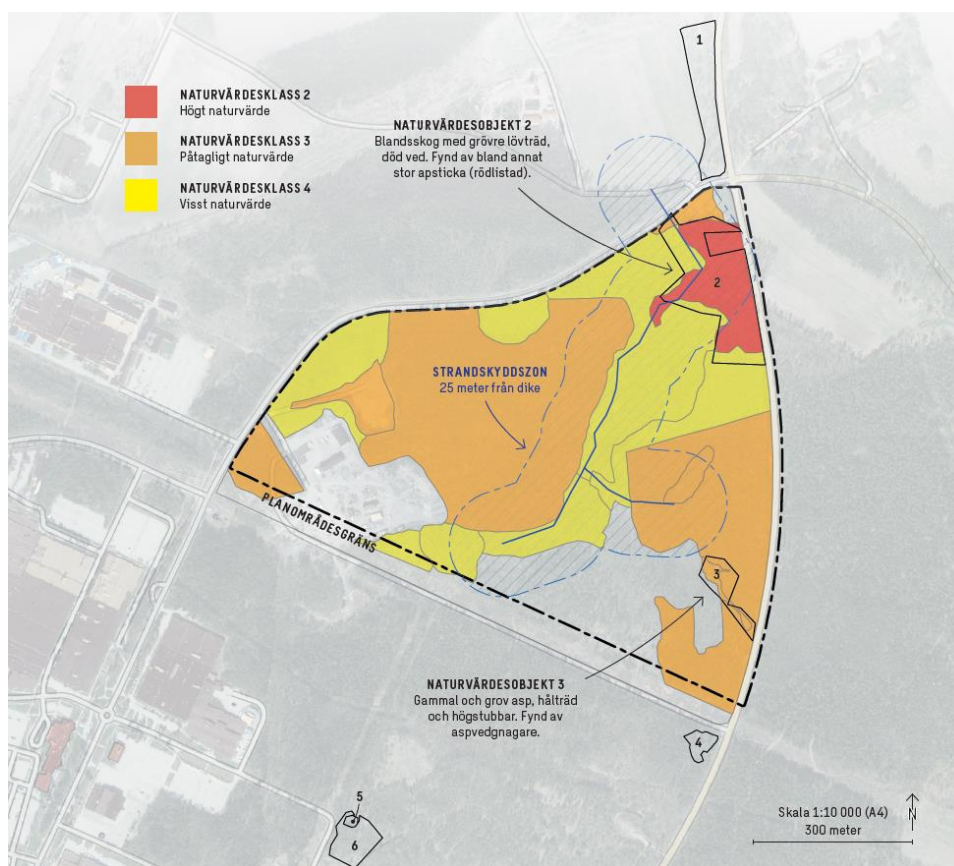 NATURVÄRDESKLASS 2
Högt naturvärde
NATURVÄRDESKLASS 3
Påtagligt naturvärde
NATURVÄRDESKLASS 4
Visst naturvärde
1
NATURVÄRDESOBJEKT 2
Blandsskog med grövre lövträd,
död ved. Fynd av bland annat
stor apsticka (rödlistad).
2
STRANDSKYDDSZON
25 meter från dike
PLANOMRÅDESGRÄNS
3
NATURVÄRDESOBJEKT 3
Gammal och grov asp, hålträd
och högstubbar. Fynd av
aspvedgnagare.
4
5
6
Skala 1:10 000 (A4)
300 meter
N